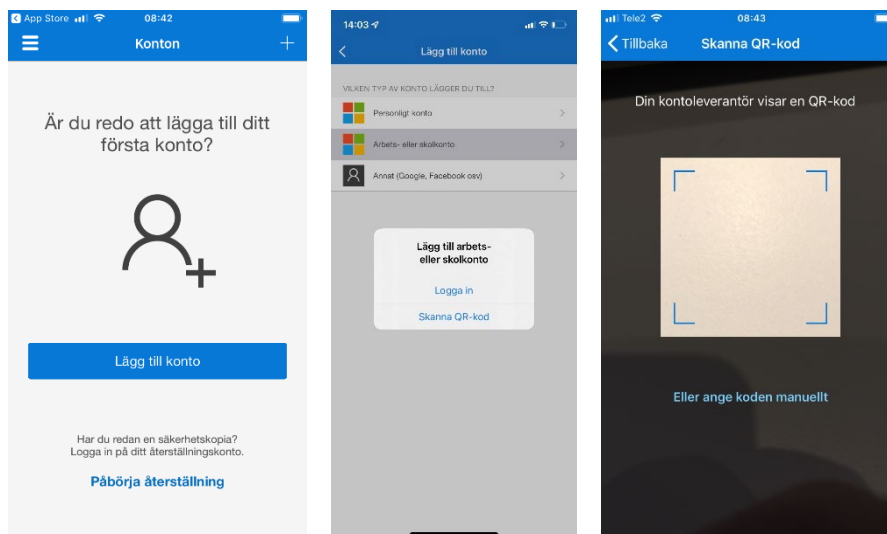 App Store 08:42
Konton
Är du redo att lägga till ditt
första konto?
Lägg till konto
Har du redan en säkerhetskopia?
Logga in på ditt återställningskonto.
Påbörja återställning
14:03
Lägg till konto
VILKEN TYP AV KONTO LÄGGER DU TILL?
Personligt konto
Arbets- eller skolkonto
Annat (Google, Facebook osv)
Lägg till arbets-
eller skolkonto
Logga in
Skanna QR-kod
Tele2 08:43
Tillbaka Skanna QR-kod
Din kontoleverantör visar en QR-kod
Eller ange koden manuellt